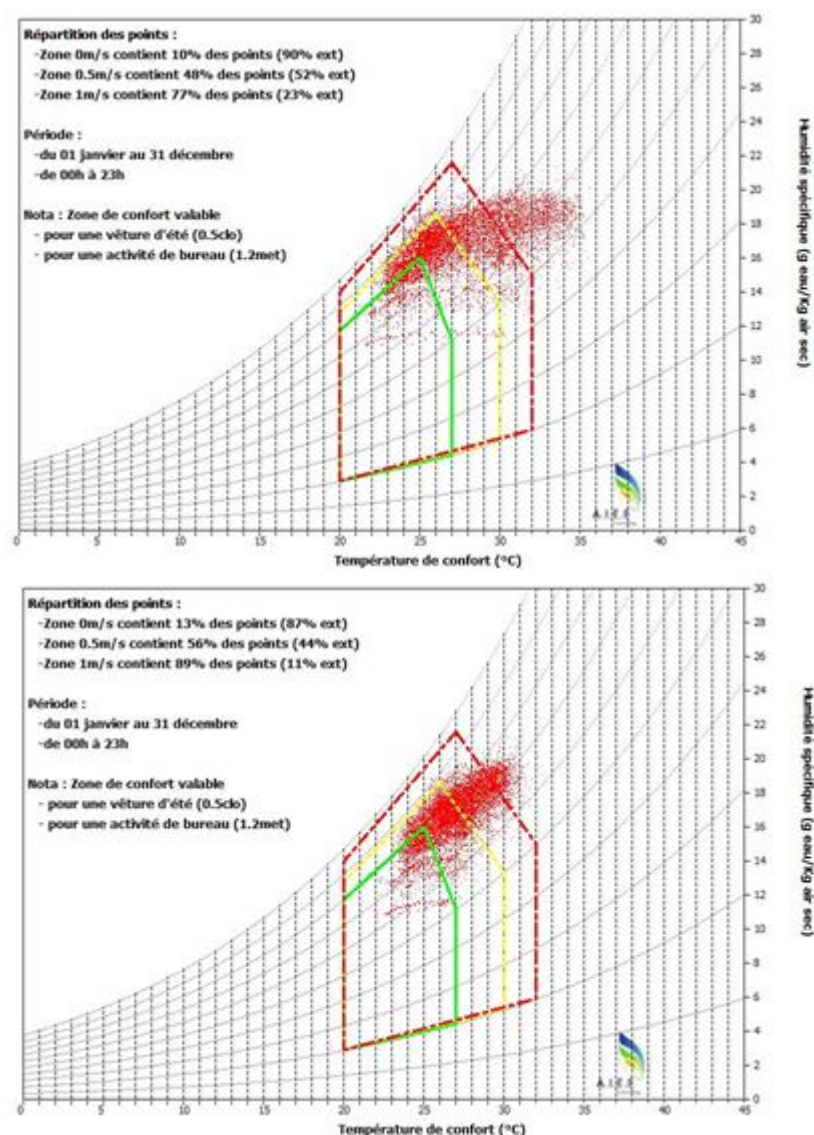 Répartition des points :
-Zone 0m/s contient 10% des points (90% ext)
-Zone 0.5m/s contient 48% des points (52% ext)
-Zone 1m/s contient 77% des points (23% ext)
Période :
-du 01 janvier au 31 décembre
-de 00h à 23h
Nota : Zone de confort valable
- pour une vêture d'été (0.5clo)
- pour une activité de bureau (1.2met)
30
28
26
24
22
20
18
16
14
12
10
8
6
4
2
0
Humidité spécifique (g eau/Kg air sec)
0 5 10 15 20 25 30 35 40 45
Température de confort (°C)
Répartition des points :
-Zone 0m/s contient 13% des points (87% ext)
-Zone 0.5m/s contient 56% des points (44% ext)
-Zone 1m/s contient 89% des points (11% ext)
Période :
-du 01 janvier au 31 décembre
-de 00h à 23h
Nota : Zone de confort valable
- pour une vêture d'été (0.5clo)
- pour une activité de bureau (1.2met)
30
28
26
24
22
20
18
16
14
12
10
8
6
4
2
0
Humidité spécifique (g eau/Kg air sec)
0 5 10 15 20 25 30 35 40 45
Température de confort (°C)